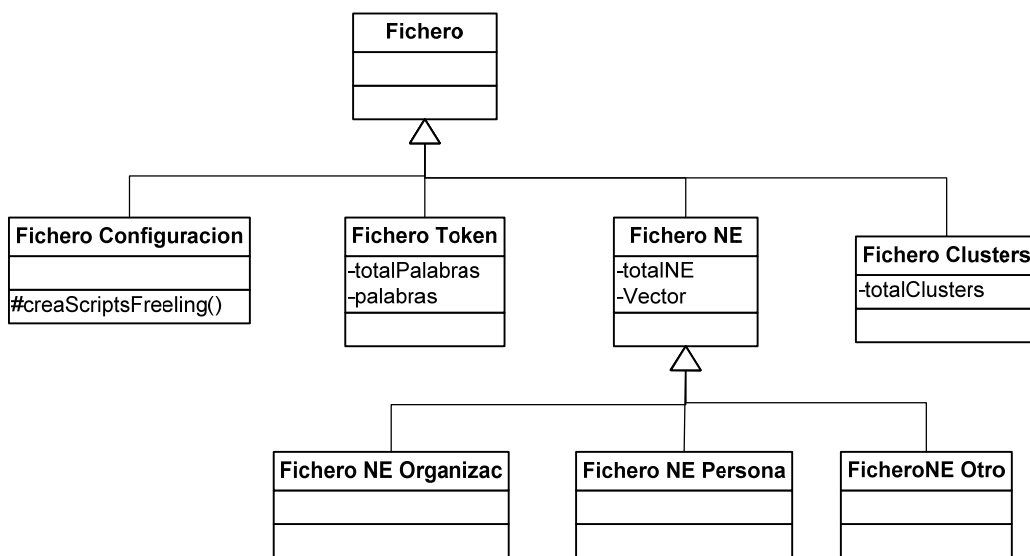 Fichero
Fichero Configuracion
#creaScriptsFreeling()
Fichero Token
-totalPalabras
-palabras
Fichero NE
-totalNE
-Vector
Fichero Clusters
-totalClusters
Fichero NE Organizac
Fichero NE Persona
FicheroNE Otro